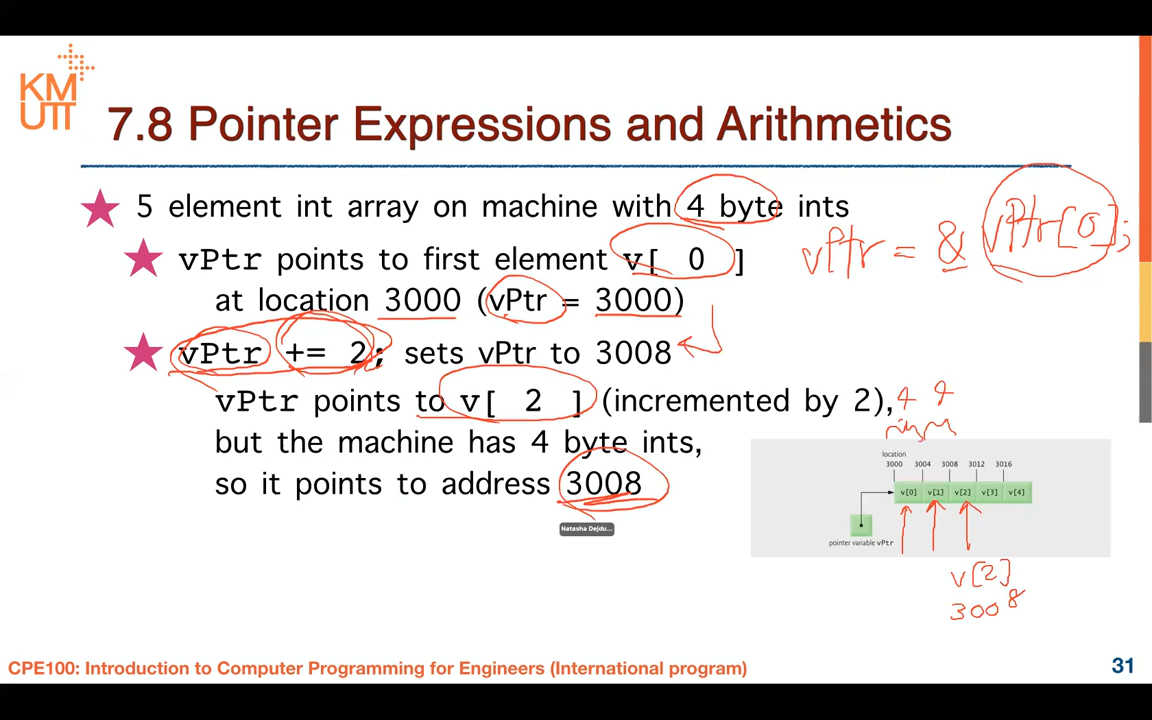 KM
UTT
7.8 Pointer Expressions and Arithmetics
5 element int array on machine with 4 byte ints
vPtr points to first element v[ 0 ]
at location 3000 (vPtr = 3000)
vPtr = & vPtr[0];
vPtr += 2; sets vPtr to 3008
vPtr points to v[ 2 ] (incremented by 2),
but the machine has 4 byte ints,
so it points to address 3008
Natasha Dejdu...
location
3000 3004 3008 3012 3016
v[0] v[1] v[2] v[3] v[4]
pointer variable vPtr
v[2]
3008
CPE100: Introduction to Computer Programming for Engineers (International program)
31